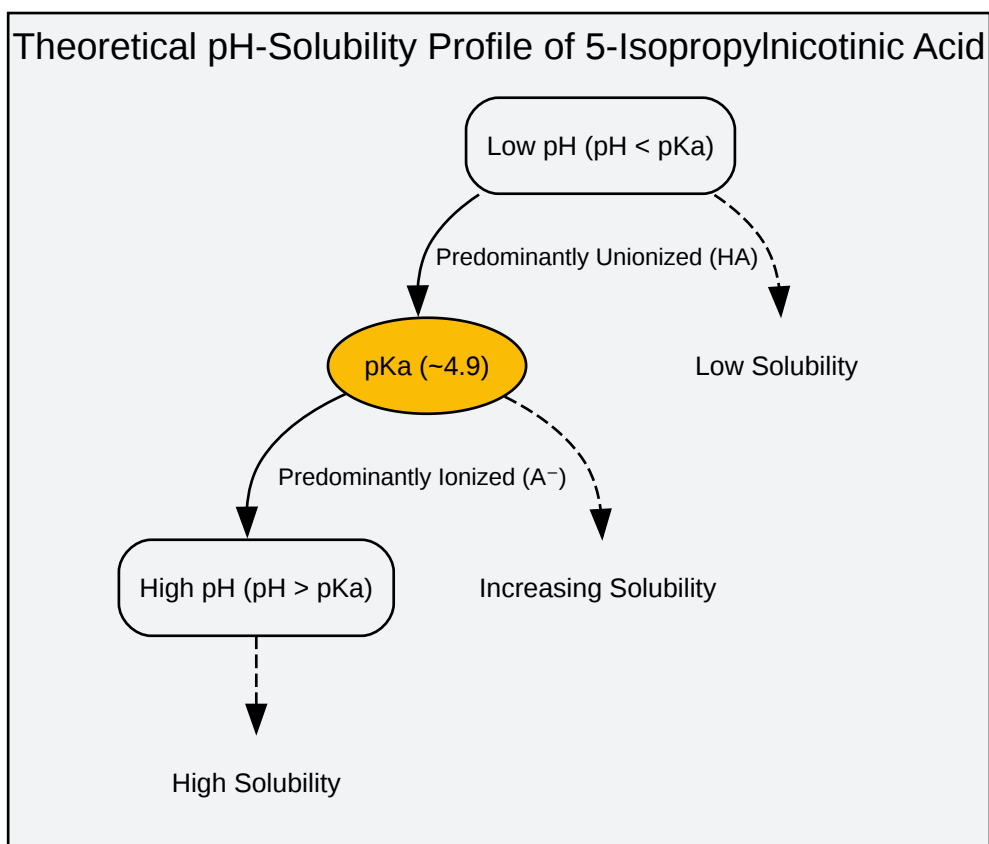 Theoretical pH-Solubility Profile of 5-Isopropylnicotinic Acid
Low pH (pH < pKa)
Predominantly Unionized (HA)
pKa (~4.9)
Low Solubility
Predominantly Ionized (A⁻)
High pH (pH > pKa)
Increasing Solubility
High Solubility